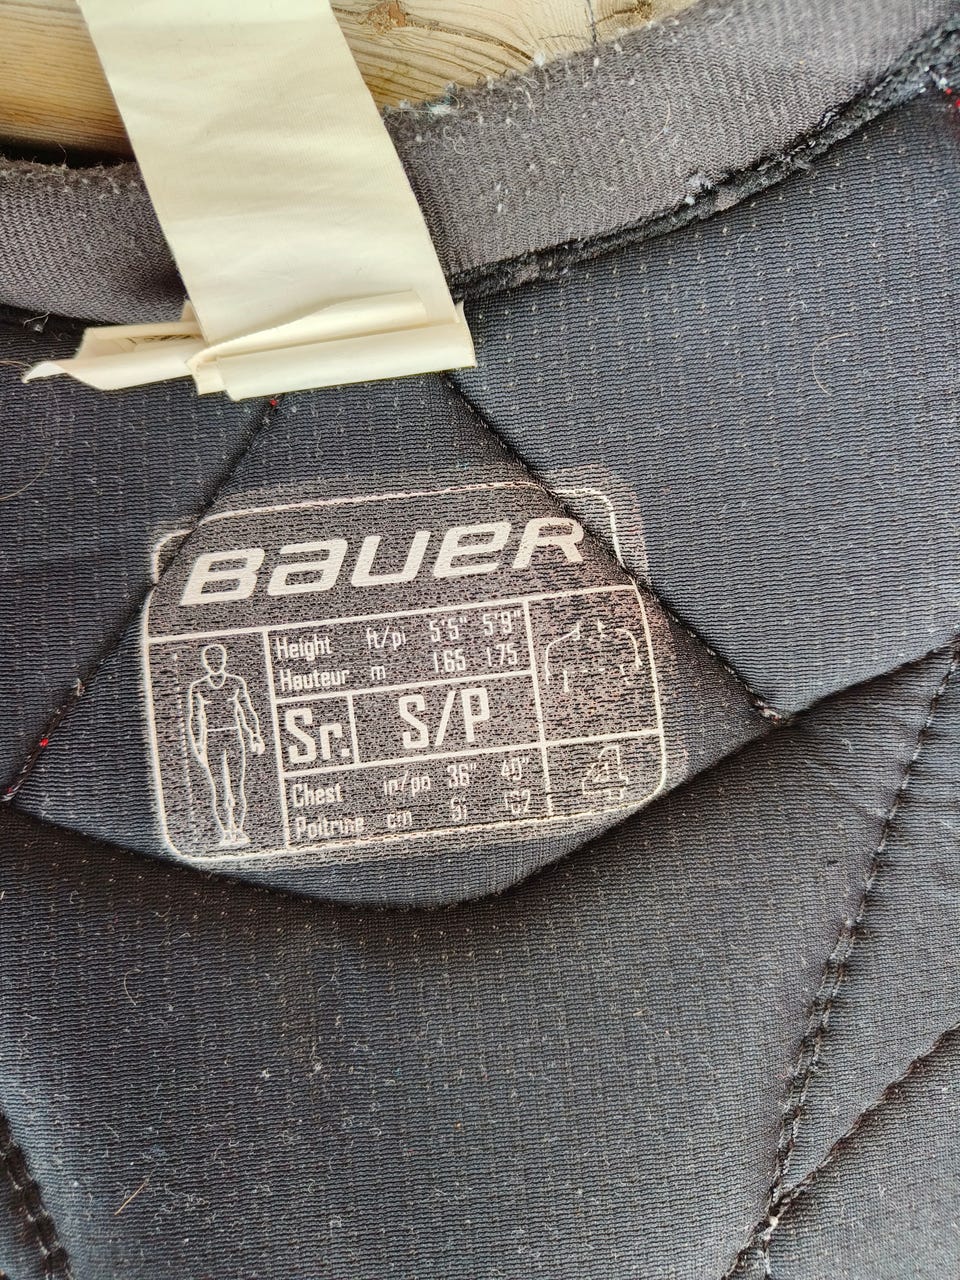 BAUER
Height ft/pi 5'5" 5'9"
Hauteur m 1.65 1.75
Sr. S/P
Chest in/po 36" 40"
Poitrine cm